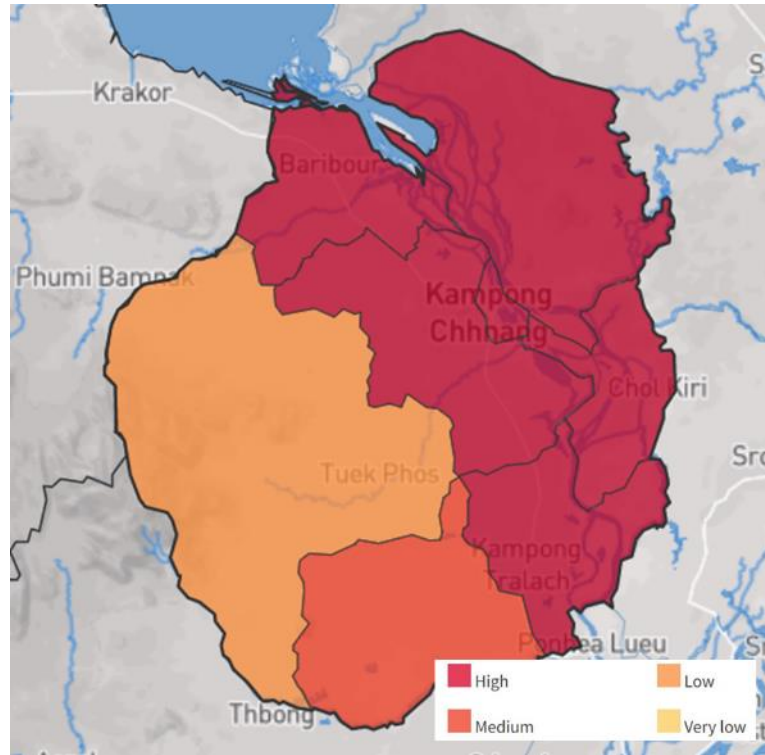 Krakor
Baribour
Phumi Bamnak
Kampong
Chhnang
Chol Kiri
Tuek Phos
Kampong
Tralach
Ponhea Lueu
Thbong
High
Low
Medium
Very low